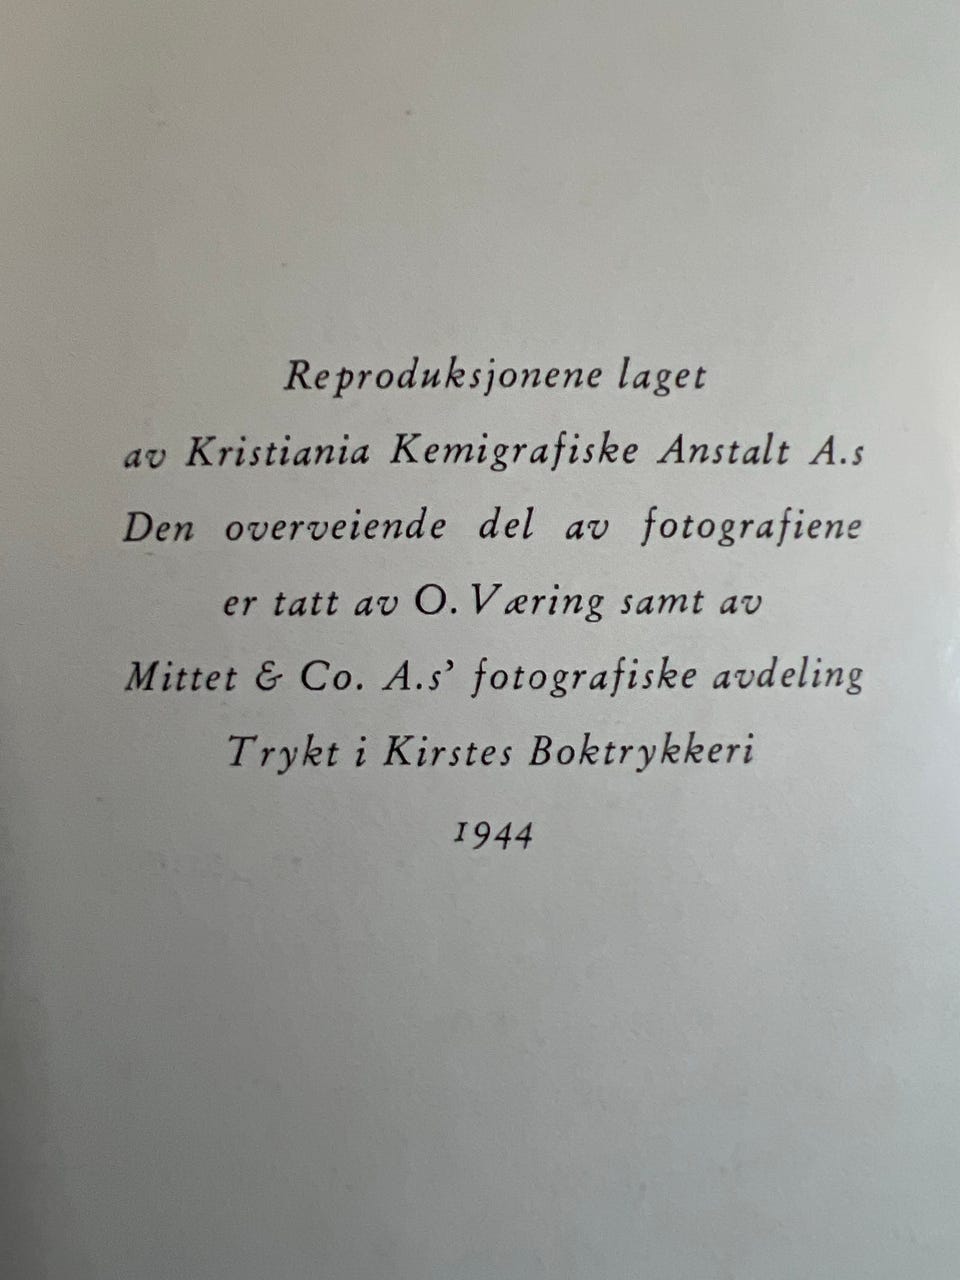 Reproduksjonene laget
av Kristiania Kemigrafiske Anstalt A.s
Den overveiende del av fotografiene
er tatt av O. Væring samt av
Mittet & Co. A.s’ fotografiske avdeling
Trykt i Kirstes Boktrykkeri
1944